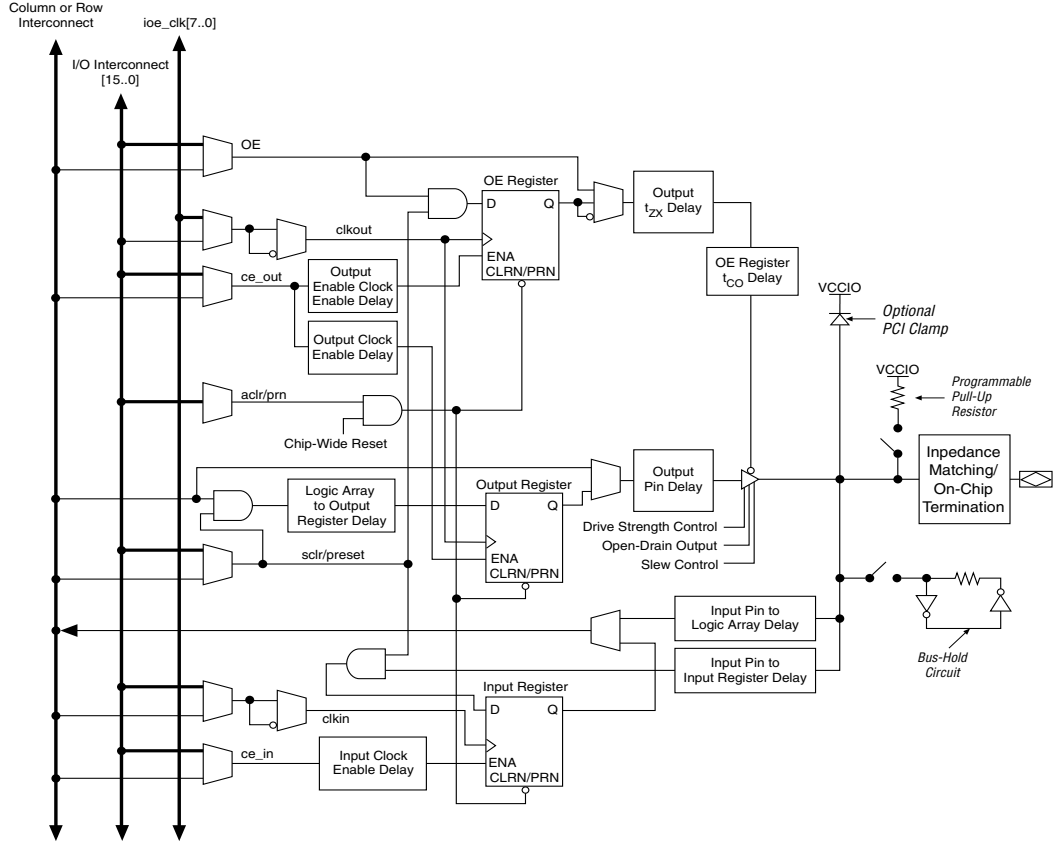 Column or Row
Interconnect
ioe_clk[7..0]
I/O Interconnect
[15..0]
OE
OE Register
D
Q
ENA
CLRN/PRN
Output
tZX Delay
OE Register
tCO Delay
clkout
ce_out
Output
Enable Clock
Enable Delay
Output Clock
Enable Delay
VCCIO
Optional
PCI Clamp
VCCIO
Programmable
Pull-Up
Resistor
aclr/prn
Chip-Wide Reset
Inpedance
Matching/
On-Chip
Termination
Output
Pin Delay
Logic Array
to Output
Register Delay
Output Register
D
Q
ENA
CLRN/PRN
Drive Strength Control
Open-Drain Output
Slew Control
sclr/preset
Input Pin to
Logic Array Delay
Input Pin to
Input Register Delay
Bus-Hold
Circuit
Input Register
D
Q
ENA
CLRN/PRN
clkin
ce_in
Input Clock
Enable Delay